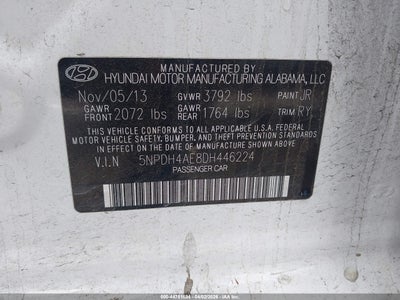 MANUFACTURED BY
HYUNDAI MOTOR MANUFACTURING ALABAMA, LLC
Nov/05/13 GVWR 3792 lbs PAINT JR
GAWR FRONT 2072 lbs GAWR REAR 1764 lbs TRIM RY
THIS VEHICLE CONFORMS TO ALL APPLICABLE U.S. FEDERAL
MOTOR VEHICLE SAFETY, BUMPER, AND THEFT PREVENTION
STANDARDS IN EFFECT ON THE DATE OF MANUFACTURE SHOWN ABOVE.
V.I.N 5NPDH4AE8DH446224
PASSENGER CAR